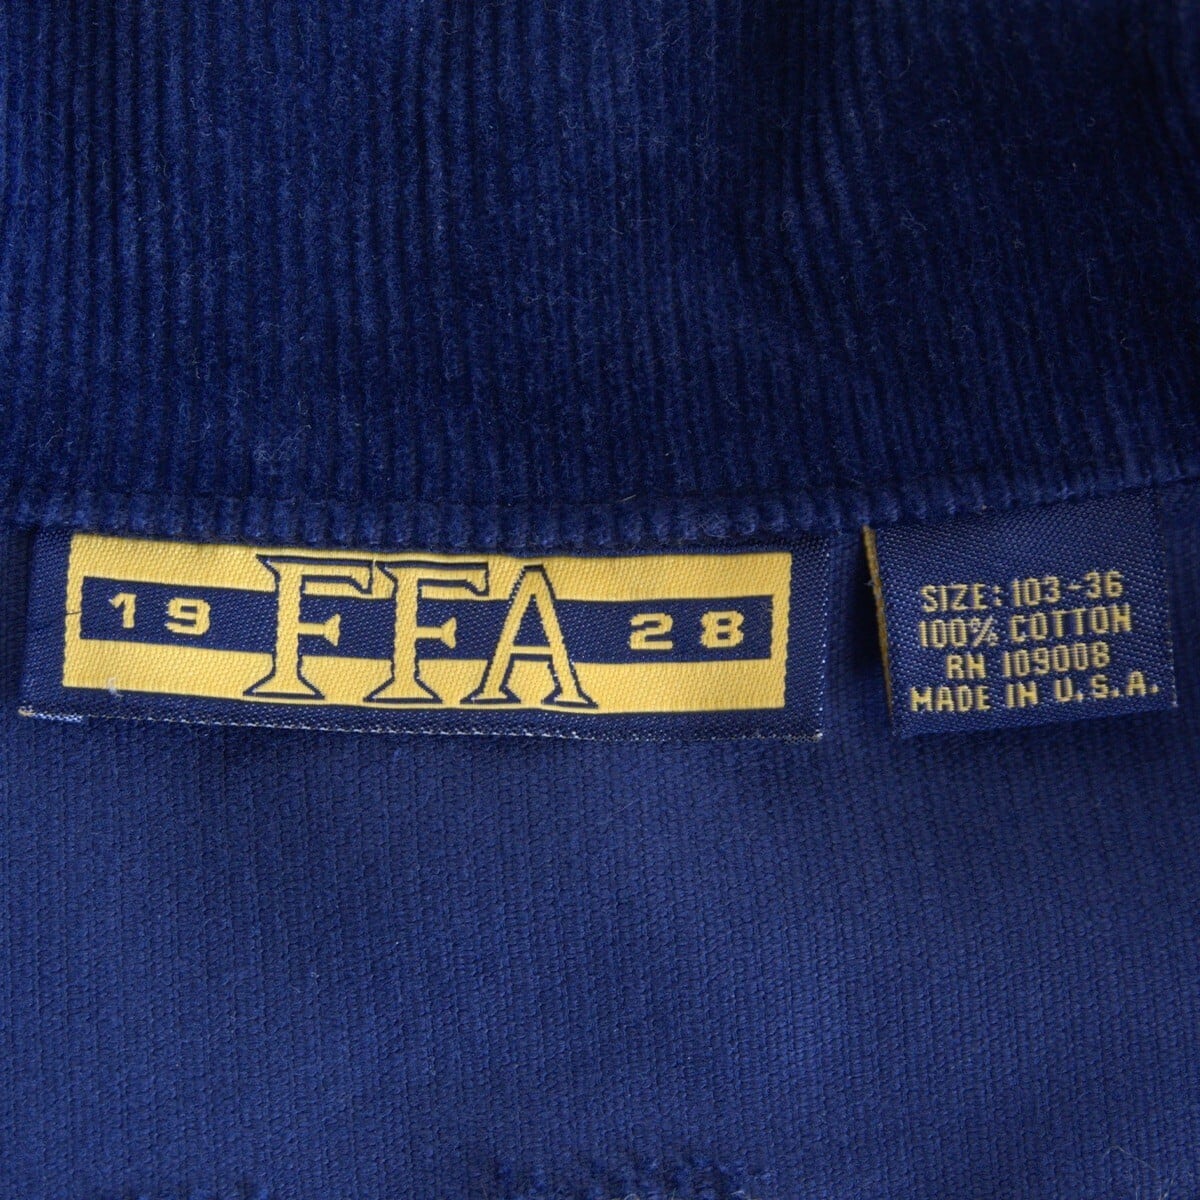 19 FFA 28
SIZE: 103-36
100% COTTON
RN 109008
MADE IN U.S.A.